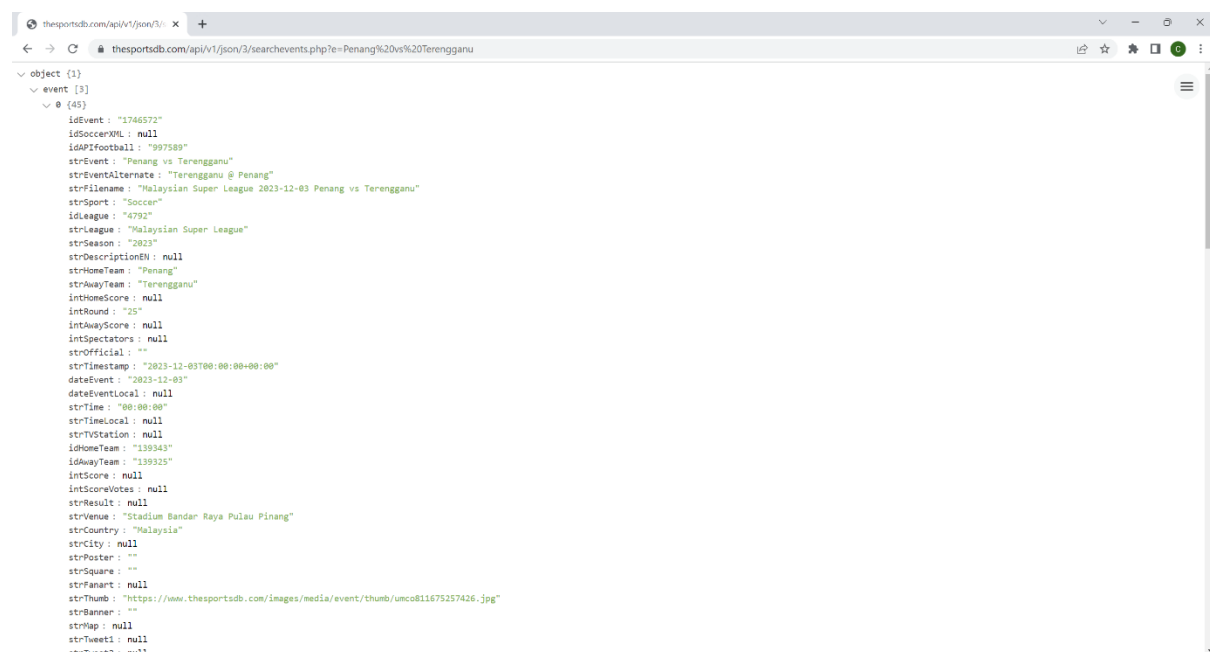 thesportsdb.com/api/v1/json/3/
thesportsdb.com/api/v1/json/3/searchevents.php?e=Penang%20vs%20Terengganu
C
object {1}
event [3]
0 {45}
idEvent : "1746572"
idSoccerXML : null
idAPIfootball : "997589"
strEvent : "Penang vs Terengganu"
strEventAlternate : "Terengganu @ Penang"
strFilename : "Malaysian Super League 2023-12-03 Penang vs Terengganu"
strSport : "Soccer"
idLeague : "4792"
strLeague : "Malaysian Super League"
strSeason : "2023"
strDescriptionEN : null
strHomeTeam : "Penang"
strAwayTeam : "Terengganu"
intHomeScore : null
intRound : "25"
intAwayScore : null
intSpectators : null
strOfficial : ""
strTimestamp : "2023-12-03T00:00:00+00:00"
dateEvent : "2023-12-03"
dateEventLocal : null
strTime : "00:00:00"
strTimeLocal : null
strTVStation : null
idHomeTeam : "139343"
idAwayTeam : "139325"
intScore : null
intScoreVotes : null
strResult : null
strVenue : "Stadium Bandar Raya Pulau Pinang"
strCountry : "Malaysia"
strCity : null
strPoster : ""
strSquare : ""
strFanart : null
strThumb : "https://www.thesportsdb.com/images/media/event/thumb/umco811675257426.jpg"
strBanner : ""
strMap : null
strTweet1 : null